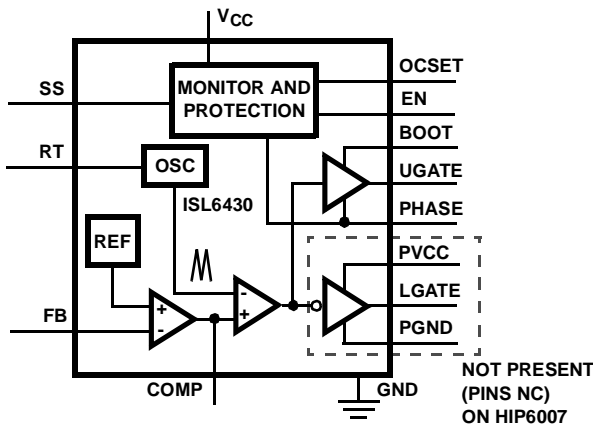 VCC
OCSET
SS
MONITOR AND
PROTECTION
EN
BOOT
RT
OSC
UGATE
ISL6430
PHASE
REF
PVCC
+
-
-
+
LGATE
FB
PGND
COMP
GND
NOT PRESENT
(PINS NC)
ON HIP6007